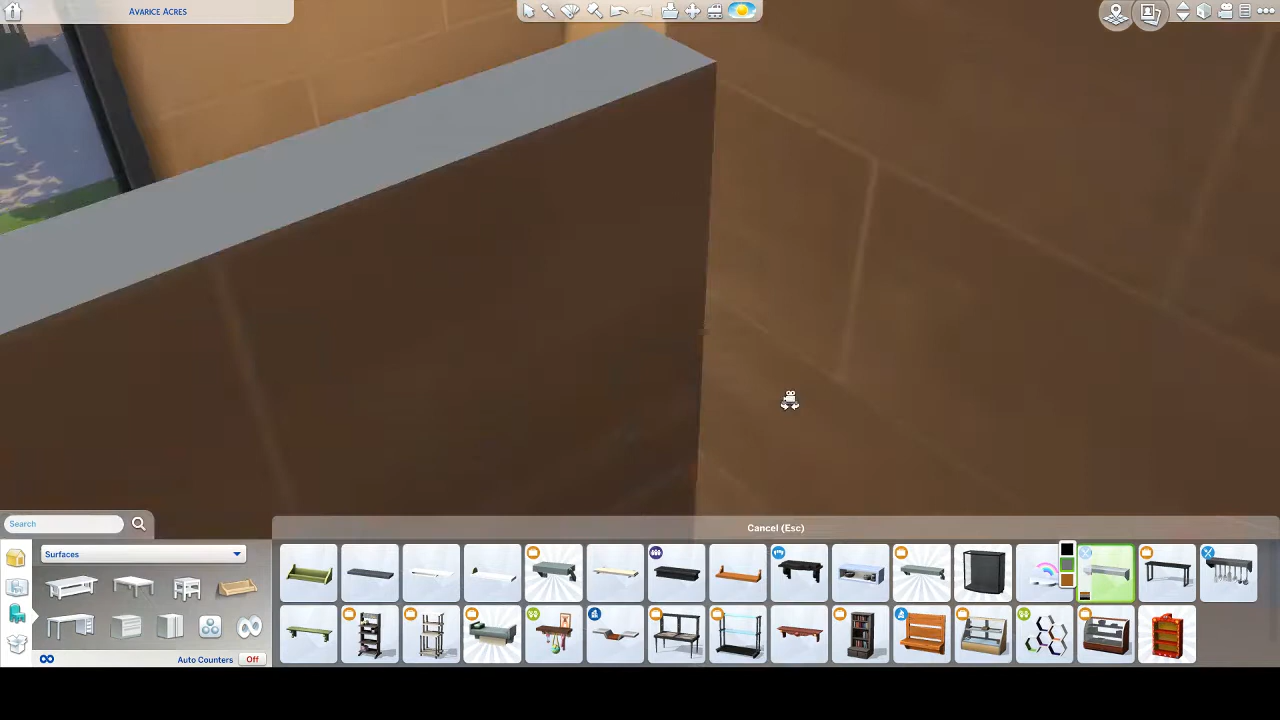 AVARICE ACRES
Search
Cancel (Esc)
Surfaces
Auto Counters Off